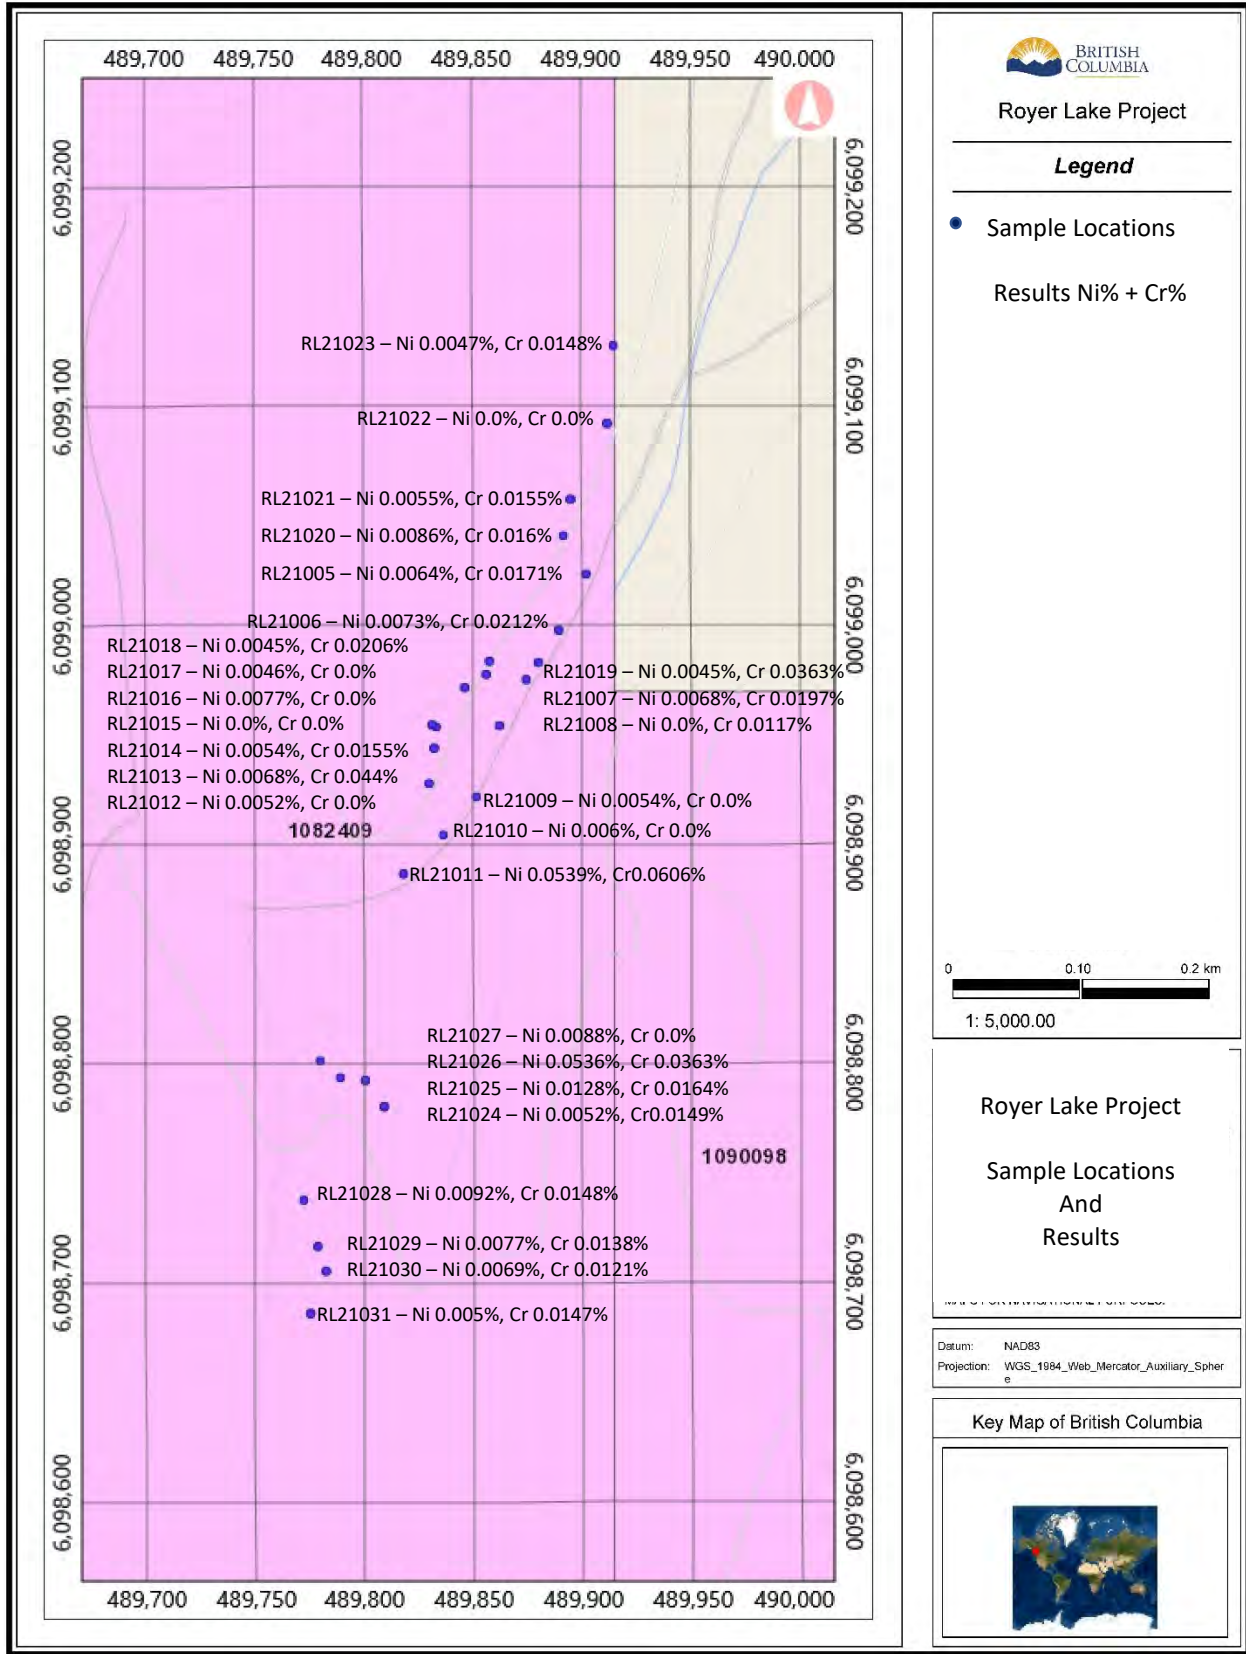 489,700 489,750 489,800 489,850 489,900 489,950 490,000
6,099,200
6,099,100
6,099,000
6,098,900
6,098,800
6,098,700
6,098,600
RL21023 – Ni 0.0047%, Cr 0.0148%
RL21022 – Ni 0.0%, Cr 0.0%
RL21021 – Ni 0.0055%, Cr 0.0155%
RL21020 – Ni 0.0086%, Cr 0.016%
RL21005 – Ni 0.0064%, Cr 0.0171%
RL21006 – Ni 0.0073%, Cr 0.0212%
RL21018 – Ni 0.0045%, Cr 0.0206%
RL21017 – Ni 0.0046%, Cr 0.0%
RL21016 – Ni 0.0077%, Cr 0.0%
RL21015 – Ni 0.0%, Cr 0.0%
RL21014 – Ni 0.0054%, Cr 0.0155%
RL21013 – Ni 0.0068%, Cr 0.044%
RL21012 – Ni 0.0052%, Cr 0.0%
RL21019 – Ni 0.0045%, Cr 0.0363%
RL21007 – Ni 0.0068%, Cr 0.0197%
RL21008 – Ni 0.0%, Cr 0.0117%
RL21009 – Ni 0.0054%, Cr 0.0%
RL21010 – Ni 0.006%, Cr 0.0%
1082409
RL21011 – Ni 0.0539%, Cr0.0606%
RL21027 – Ni 0.0088%, Cr 0.0%
RL21026 – Ni 0.0536%, Cr 0.0363%
RL21025 – Ni 0.0128%, Cr 0.0164%
RL21024 – Ni 0.0052%, Cr0.0149%
1090098
RL21028 – Ni 0.0092%, Cr 0.0148%
RL21029 – Ni 0.0077%, Cr 0.0138%
RL21030 – Ni 0.0069%, Cr 0.0121%
RL21031 – Ni 0.005%, Cr 0.0147%
6,099,200
6,099,100
6,099,000
6,098,900
6,098,800
6,098,700
6,098,600
489,700 489,750 489,800 489,850 489,900 489,950 490,000
BRITISH
COLUMBIA
Royer Lake Project
Legend
Sample Locations
Results Ni% + Cr%
0 0.10 0.2 km
1: 5,000.00
Royer Lake Project
Sample Locations
And
Results
Datum: NAD83
Projection: WGS_1984_Web_Mercator_Auxiliary_Spher
e
Key Map of British Columbia